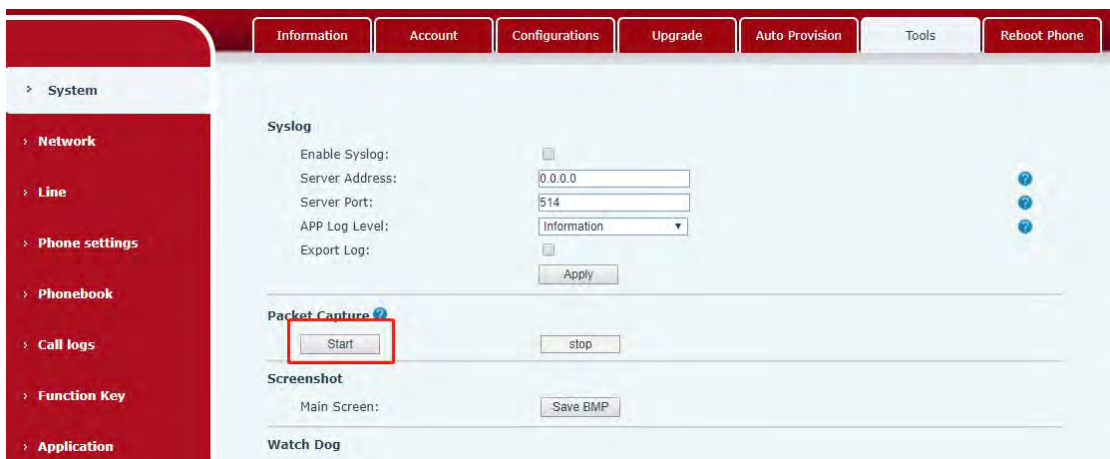 Information Account Configurations Upgrade Auto Provision Tools Reboot Phone
› System
› Network
› Line
› Phone settings
› Phonebook
› Call logs
› Function Key
› Application
Syslog
Enable Syslog:
Server Address: 0.0.0.0 ?
Server Port: 514 ?
APP Log Level: Information ▼ ?
Export Log:
Apply
Packet Capture ?
Start stop
Screenshot
Main Screen: Save BMP
Watch Dog